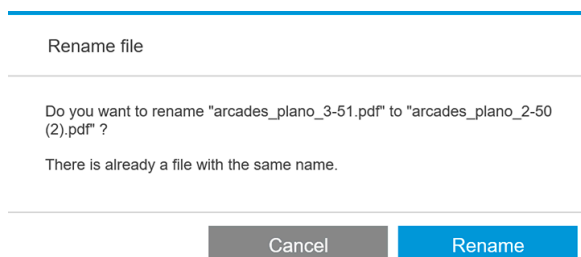 Rename file
Do you want to rename "arcades_plano_3-51.pdf" to "arcades_plano_2-50
(2).pdf" ?
There is already a file with the same name.
Cancel
Rename